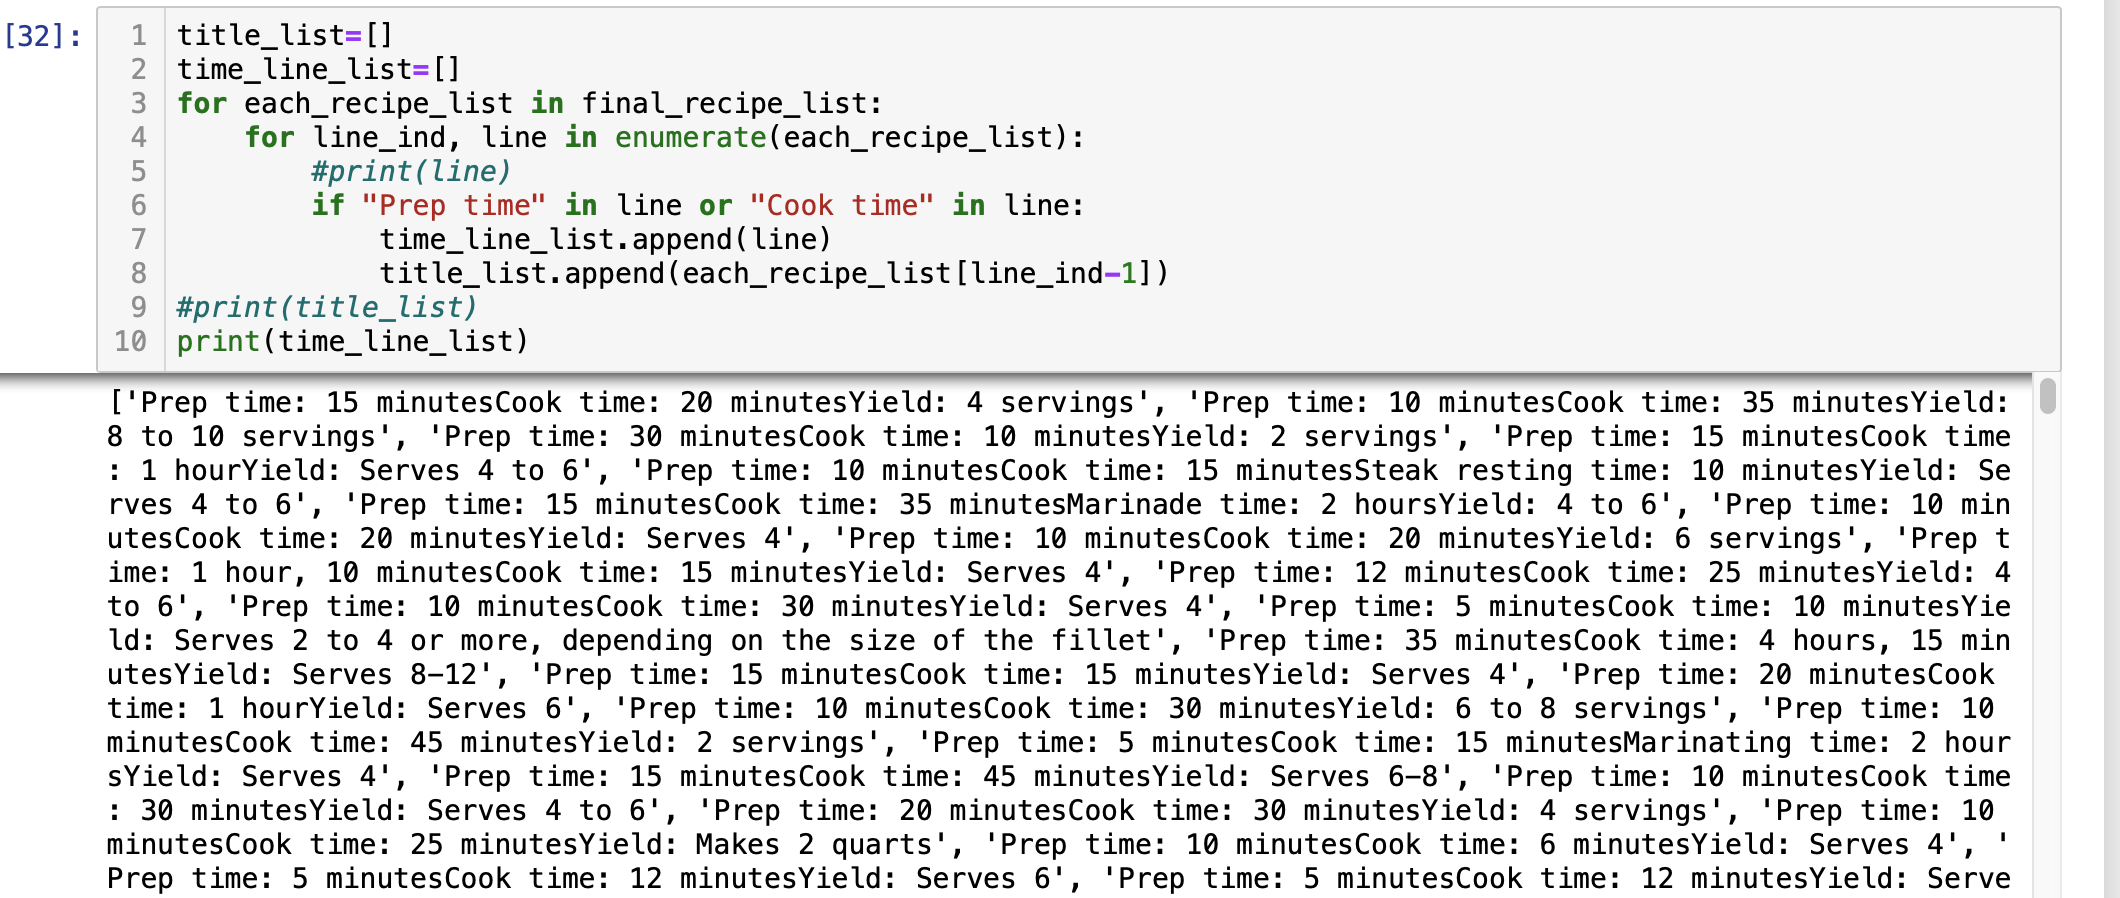 [32]:
1 title_list=[]
2 time_line_list=[]
3 for each_recipe_list in final_recipe_list:
4     for line_ind, line in enumerate(each_recipe_list):
5         #print(line)
6         if "Prep time" in line or "Cook time" in line:
7             time_line_list.append(line)
8             title_list.append(each_recipe_list[line_ind-1])
9 #print(title_list)
10 print(time_line_list)
['Prep time: 15 minutesCook time: 20 minutesYield: 4 servings', 'Prep time: 10 minutesCook time: 35 minutesYield:
8 to 10 servings', 'Prep time: 30 minutesCook time: 10 minutesYield: 2 servings', 'Prep time: 15 minutesCook time
: 1 hourYield: Serves 4 to 6', 'Prep time: 10 minutesCook time: 15 minutesSteak resting time: 10 minutesYield: Se
rves 4 to 6', 'Prep time: 15 minutesCook time: 35 minutesMarinade time: 2 hoursYield: 4 to 6', 'Prep time: 10 min
utesCook time: 20 minutesYield: Serves 4', 'Prep time: 10 minutesCook time: 20 minutesYield: 6 servings', 'Prep t
ime: 1 hour, 10 minutesCook time: 15 minutesYield: Serves 4', 'Prep time: 12 minutesCook time: 25 minutesYield: 4
to 6', 'Prep time: 10 minutesCook time: 30 minutesYield: Serves 4', 'Prep time: 5 minutesCook time: 10 minutesYie
ld: Serves 2 to 4 or more, depending on the size of the fillet', 'Prep time: 35 minutesCook time: 4 hours, 15 min
utesYield: Serves 8–12', 'Prep time: 15 minutesCook time: 15 minutesYield: Serves 4', 'Prep time: 20 minutesCook
time: 1 hourYield: Serves 6', 'Prep time: 10 minutesCook time: 30 minutesYield: 6 to 8 servings', 'Prep time: 10
minutesCook time: 45 minutesYield: 2 servings', 'Prep time: 5 minutesCook time: 15 minutesMarinating time: 2 hour
sYield: Serves 4', 'Prep time: 15 minutesCook time: 45 minutesYield: Serves 6-8', 'Prep time: 10 minutesCook time
: 30 minutesYield: Serves 4 to 6', 'Prep time: 20 minutesCook time: 30 minutesYield: 4 servings', 'Prep time: 10
minutesCook time: 25 minutesYield: Makes 2 quarts', 'Prep time: 10 minutesCook time: 6 minutesYield: Serves 4', '
Prep time: 5 minutesCook time: 12 minutesYield: Serves 6', 'Prep time: 5 minutesCook time: 12 minutesYield: Serve